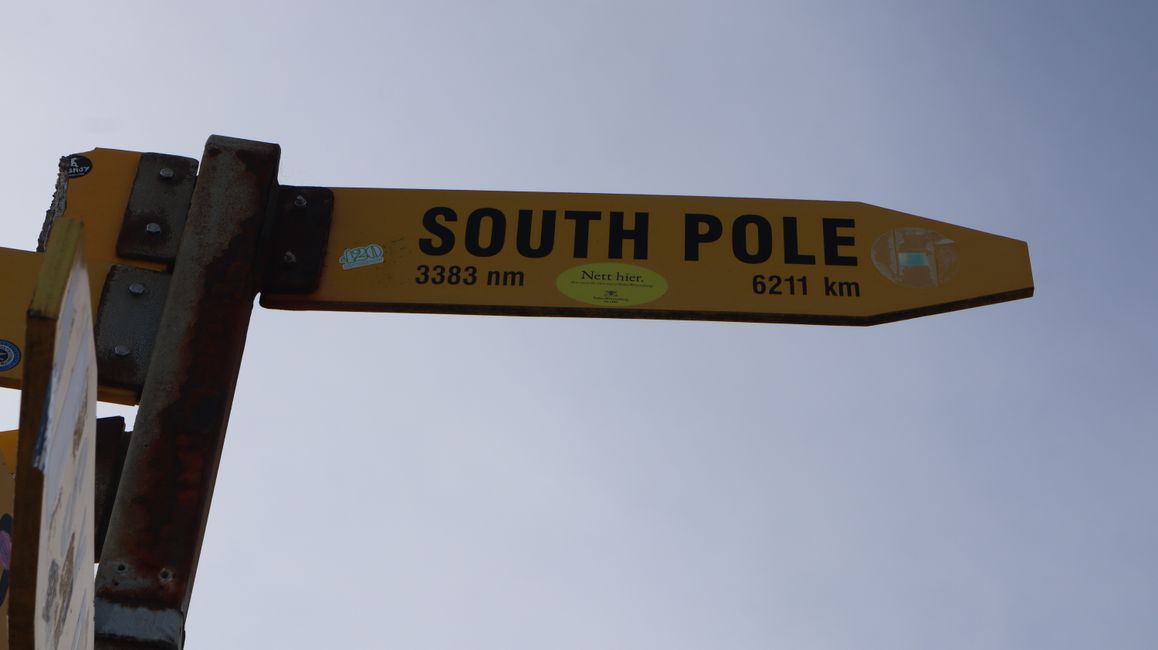 SOUTH POLE
3383 nm
6211 km
Nett hier.